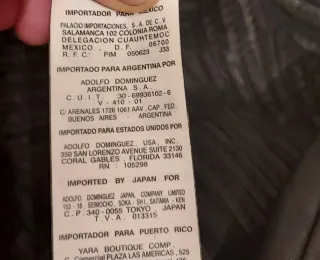 IMPORTADOR PARA MEXICO
PALACIO IMPORTACIONES, S.A. DE C.V
SALAMANCA 102 COLONIA ROMA
DELEGACION CUAUHTEMOC
MEXICO . D.F. 06700
R.F.C.: PIM 050623 J33
IMPORTADO PARA ARGENTINA POR
ADOLFO DOMINGUEZ
ARGENTINA S.A.
C.U.I.T. :30-69936102-6
V - 410 - 01
C/ ARENALES 1726 1061 AAV., CAP. FED.
BUENOS AIRES . ARGENTINA
IMPORTADO PARA ESTADOS UNIDOS POR
ADOLFO DOMINGUEZ , USA, INC.
350 SAN LORENZO AVENUE SUITE 2130
CORAL GABLES , FLORIDA 33146
RN : 105298
IMPORTED BY JAPAN FOR
ADOLFO DOMINGUEZ JAPAN, COMPANY LIMITED
153 - 18 , SEIMOCHO, SOKA - SHI , SAITAMA - KEN
C.P. 340-0055 TOKYO JAPAN
T.V.A. 013315
IMPORTADOR PARA PUERTO RICO
YARA BOUTIQUE COMP.
Comercial PLAZA LAS AMERICAS , 525